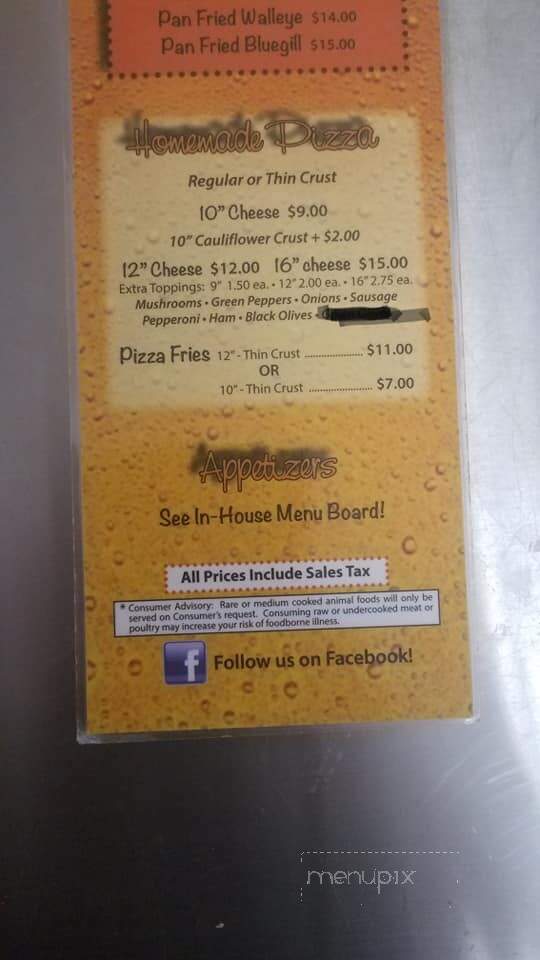 Pan Fried Walleye $14.00
Pan Fried Bluegill $15.00
Homemade Pizza
Regular or Thin Crust
10" Cheese $9.00
10" Cauliflower Crust + $2.00
12" Cheese $12.00 16" cheese $15.00
Extra Toppings: 9" 1.50 ea. • 12" 2.00 ea. • 16" 2.75 ea.
Mushrooms • Green Peppers • Onions • Sausage
Pepperoni • Ham • Black Olives •
Pizza Fries 12" - Thin Crust ..................... $11.00
OR
10" - Thin Crust ...................... $7.00
Appetizers
See In-House Menu Board!
All Prices Include Sales Tax
* Consumer Advisory: Rare or medium cooked animal foods will only be
served on Consumer's request. Consuming raw or undercooked meat or
poultry may increase your risk of foodborne illness.
f Follow us on Facebook!
menupix